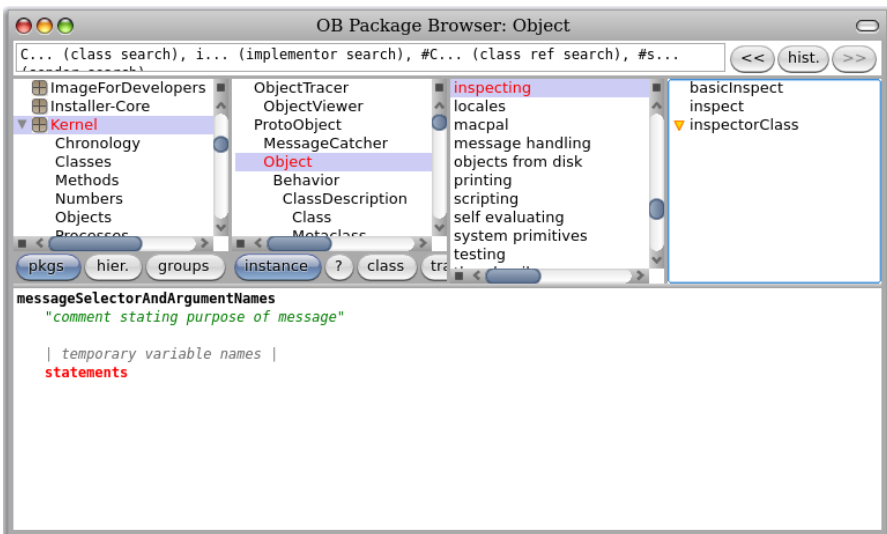 OB Package Browser: Object
C... (class search), i... (implementor search), #C... (class ref search), #s...
<< hist. >>
ImageForDevelopers
Installer-Core
Kernel
Chronology
Classes
Methods
Numbers
Objects
Processes
ObjectTracer
ObjectViewer
ProtoObject
MessageCatcher
Object
Behavior
ClassDescription
Class
Metaclass
inspecting
locales
macpal
message handling
objects from disk
printing
scripting
self evaluating
system primitives
testing
basicInspect
inspect
inspectorClass
pkgs hier. groups instance ? class tra
messageSelectorAndArgumentNames
"comment stating purpose of message"
| temporary variable names |
statements